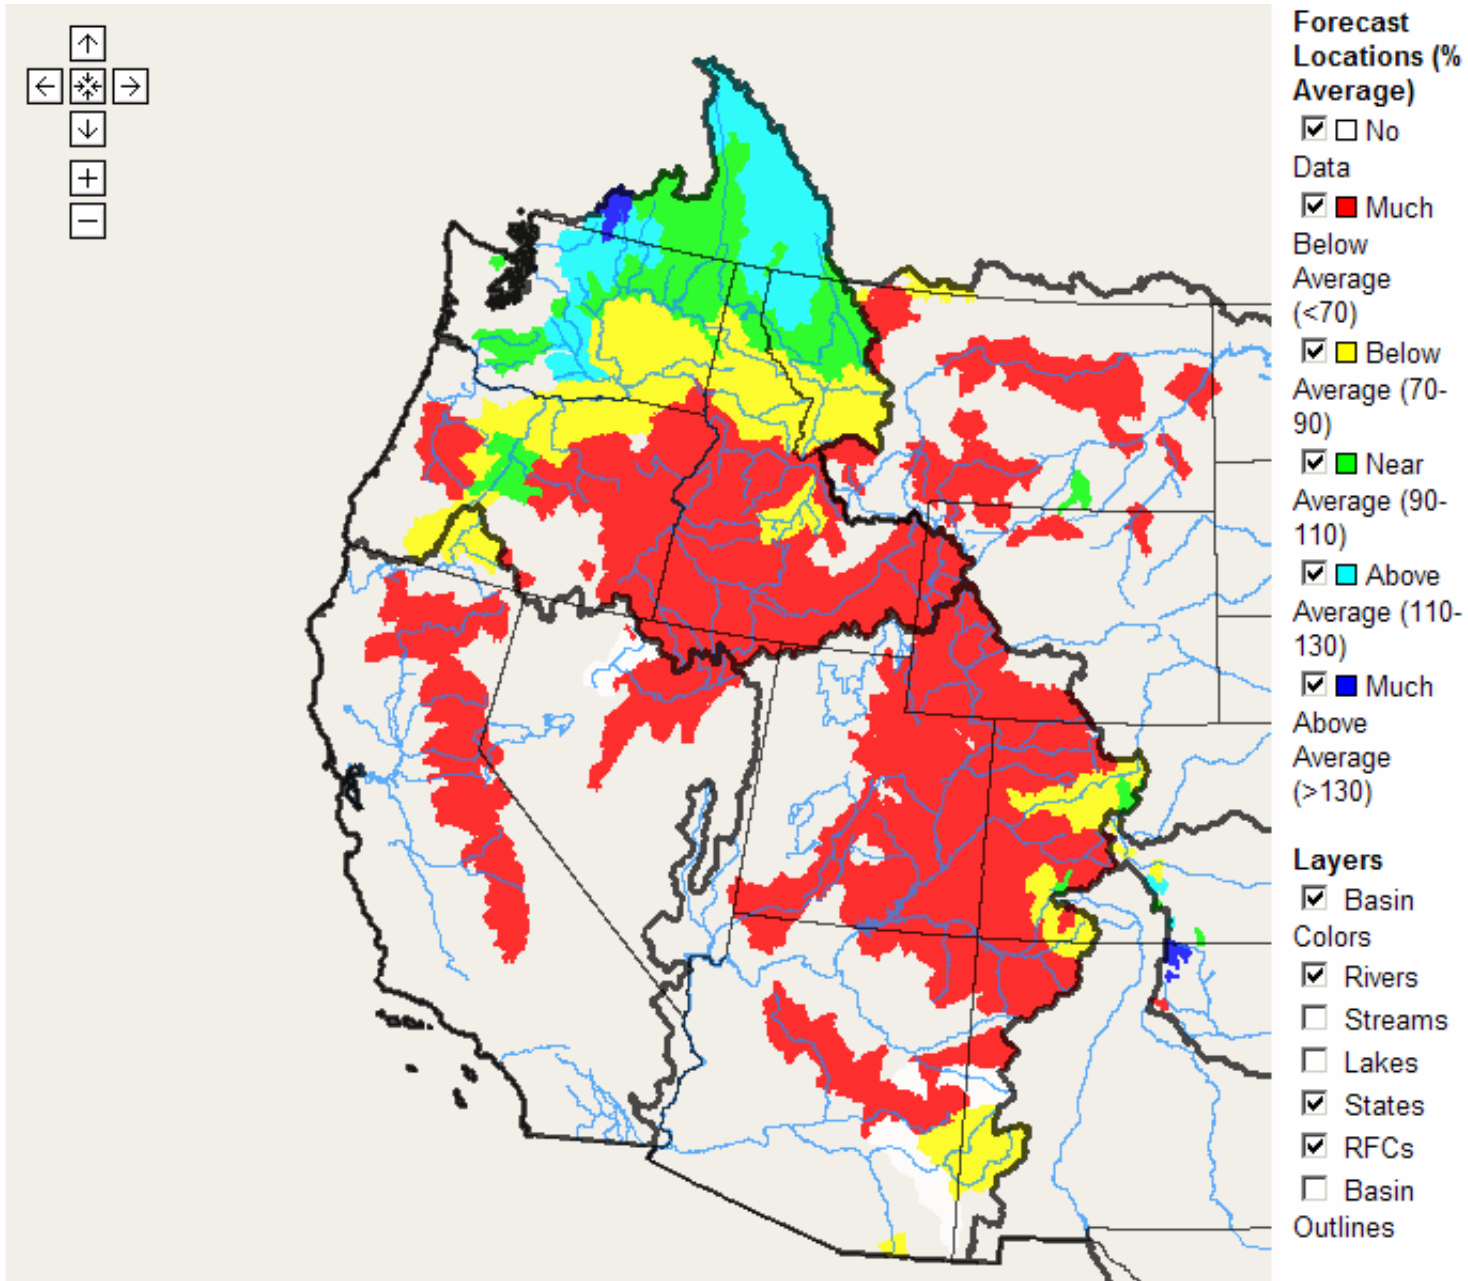 Forecast
Locations (%
Average)
No
Data
Much
Below
Average
(<70)
Below
Average (70-
90)
Near
Average (90-
110)
Above
Average (110-
130)
Much
Above
Average
(>130)
Layers
Basin
Colors
Rivers
Streams
Lakes
States
RFCs
Basin
Outlines